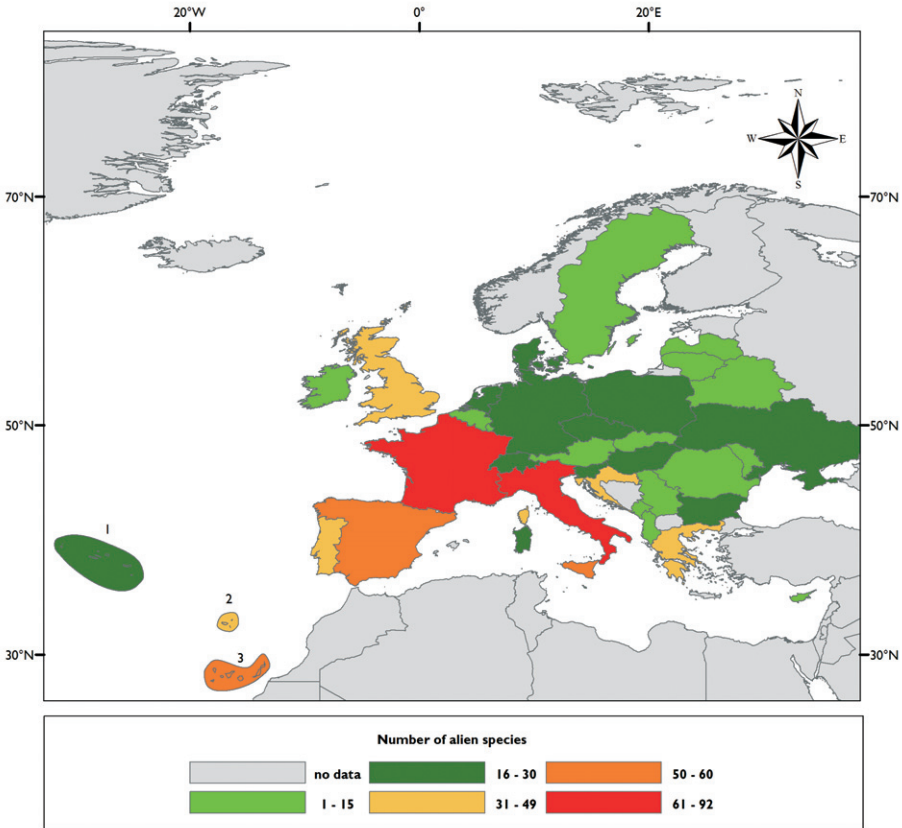 20°W 0° 20°E
N
W E
S
70°N 70°N
50°N 50°N
1
2
3
30°N 30°N
Number of alien species
no data 16 - 30 50 - 60
1 - 15 31 - 49 61 - 92